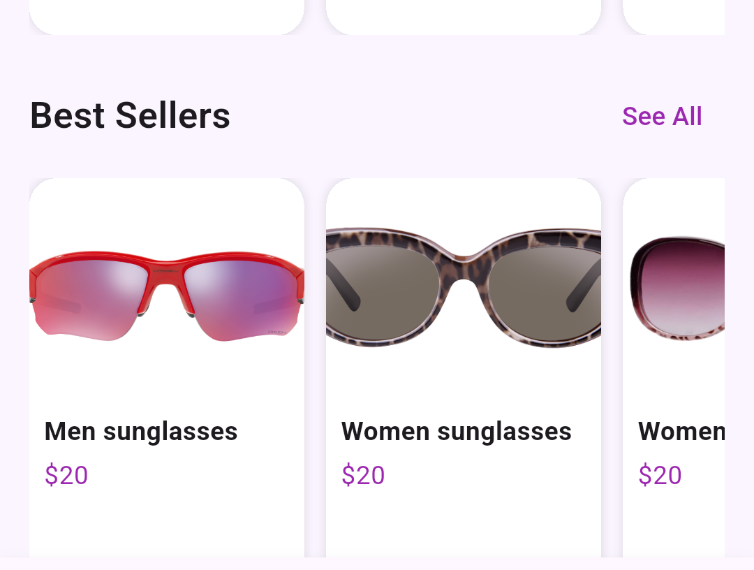 Best Sellers
See All
Men sunglasses
$20
Women sunglasses
$20
Women
$20